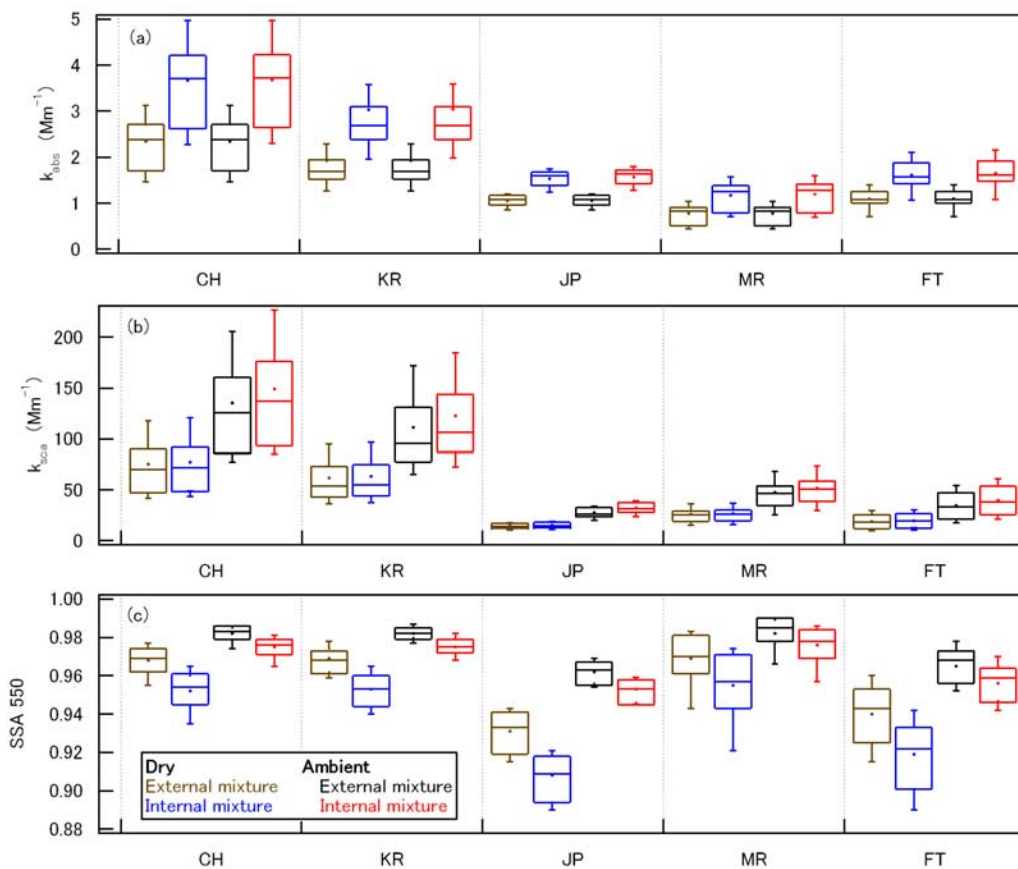 (a)
5
4
3
2
1
0
k_abs (Mm⁻¹)
CH KR JP MR FT
(b)
200
150
100
50
0
k_sca (Mm⁻¹)
CH KR JP MR FT
(c)
1.00
0.98
0.96
0.94
0.92
0.90
0.88
SSA 550
Dry Ambient
External mixture External mixture
Internal mixture Internal mixture
CH KR JP MR FT